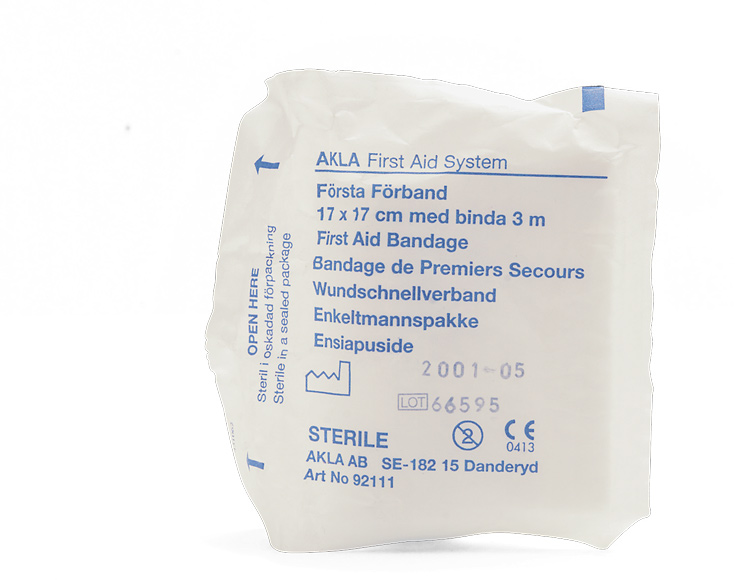 AKLA First Aid System
Första Förband
17 x 17 cm med binda 3 m
First Aid Bandage
Bandage de Premiers Secours
Wundschnellverband
Enkeltmannspakke
Ensiapuside
2001-05
LOT 66595
STERILE
2
CE
0413
AKLA AB SE-182 15 Danderyd
Art No 92111
OPEN HERE
Steril i oskadad förpackning
Sterile in a sealed package